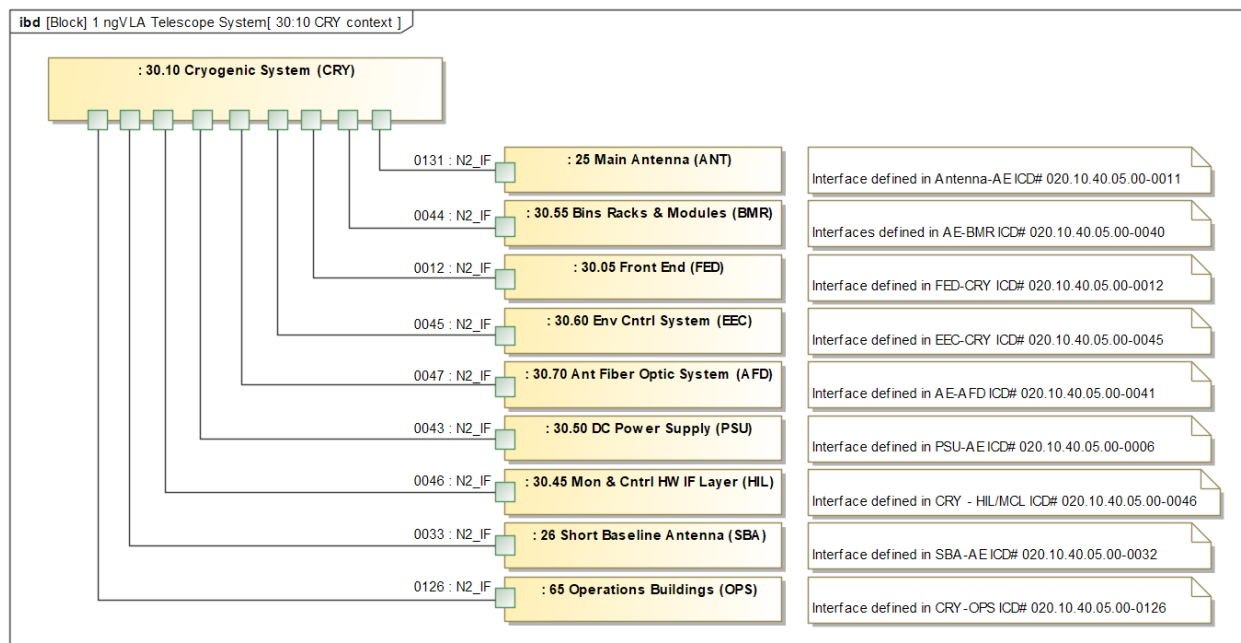 ibd [Block] 1 ngVLA Telescope System[ 30:10 CRY context ]
: 30.10 Cryogenic System (CRY)
0131 : N2_IF
: 25 Main Antenna (ANT)
Interface defined in Antenna-AE ICD# 020.10.40.05.00-0011
0044 : N2_IF
: 30.55 Bins Racks & Modules (BMR)
Interfaces defined in AE-BMR ICD# 020.10.40.05.00-0040
0012 : N2_IF
: 30.05 Front End (FED)
Interface defined in FED-CRY ICD# 020.10.40.05.00-0012
0045 : N2_IF
: 30.60 Env Cntrl System (EEC)
Interface defined in EEC-CRY ICD# 020.10.40.05.00-0045
0047 : N2_IF
: 30.70 Ant Fiber Optic System (AFD)
Interface defined in AE-AFD ICD# 020.10.40.05.00-0041
0043 : N2_IF
: 30.50 DC Power Supply (PSU)
Interface defined in PSU-AE ICD# 020.10.40.05.00-0006
0046 : N2_IF
: 30.45 Mon & Cntrl HW IF Layer (HIL)
Interface defined in CRY - HIL/MCL ICD# 020.10.40.05.00-0046
0033 : N2_IF
: 26 Short Baseline Antenna (SBA)
Interface defined in SBA-AE ICD# 020.10.40.05.00-0032
0126 : N2_IF
: 65 Operations Buildings (OPS)
Interface defined in CRY-OPS ICD# 020.10.40.05.00-0126